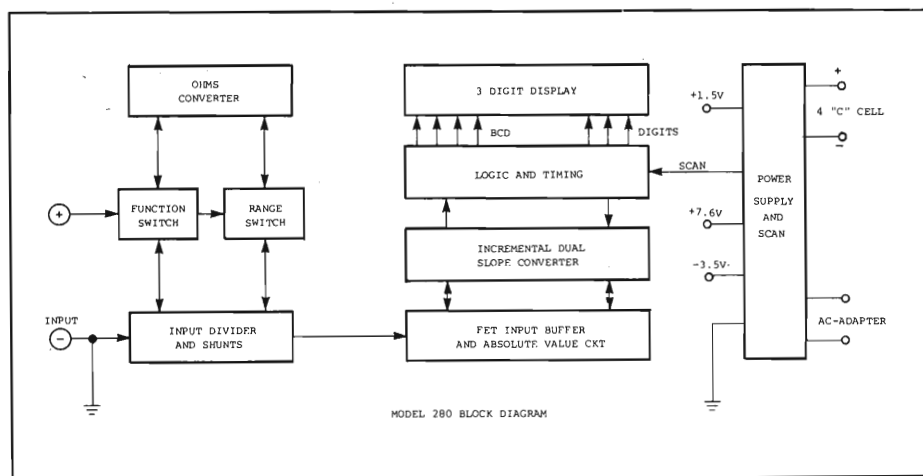 OHMS
CONVERTER
3 DIGIT DISPLAY
+1.5V
+
4 "C" CELL
−
BCD
DIGITS
LOGIC AND TIMING
SCAN
POWER
SUPPLY
AND
SCAN
+
FUNCTION
SWITCH
RANGE
SWITCH
+7.6V
INCREMENTAL DUAL
SLOPE CONVERTER
-3.5V
INPUT
−
INPUT DIVIDER
AND SHUNTS
FET INPUT BUFFER
AND ABSOLUTE VALUE CKT
AC-ADAPTER
MODEL 280 BLOCK DIAGRAM